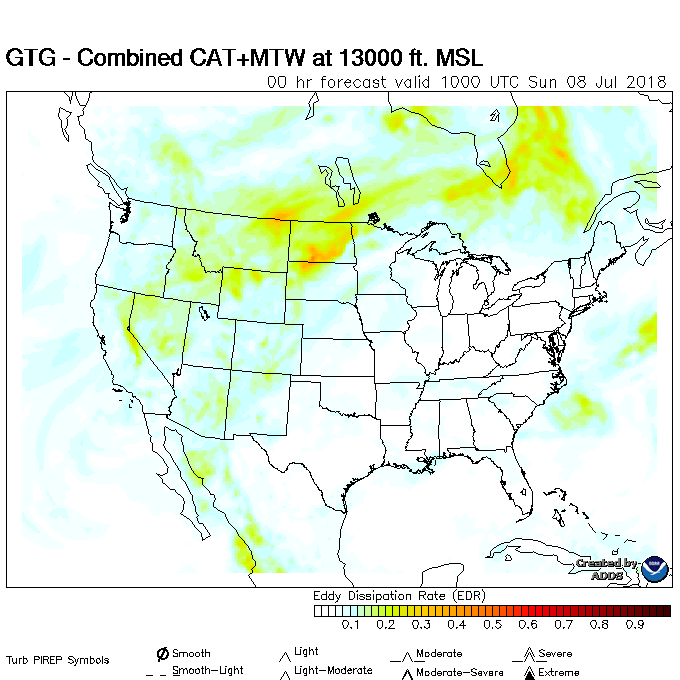 GTG - Combined CAT+MTW at 13000 ft. MSL
00 hr forecast valid 1000 UTC Sun 08 Jul 2018
Created by
ADDS
Eddy Dissipation Rate (EDR)
0.1 0.2 0.3 0.4 0.5 0.6 0.7 0.8 0.9
Turb PIREP Symbols
Smooth Light Moderate Severe
Smooth-Light Light-Moderate Moderate-Severe Extreme